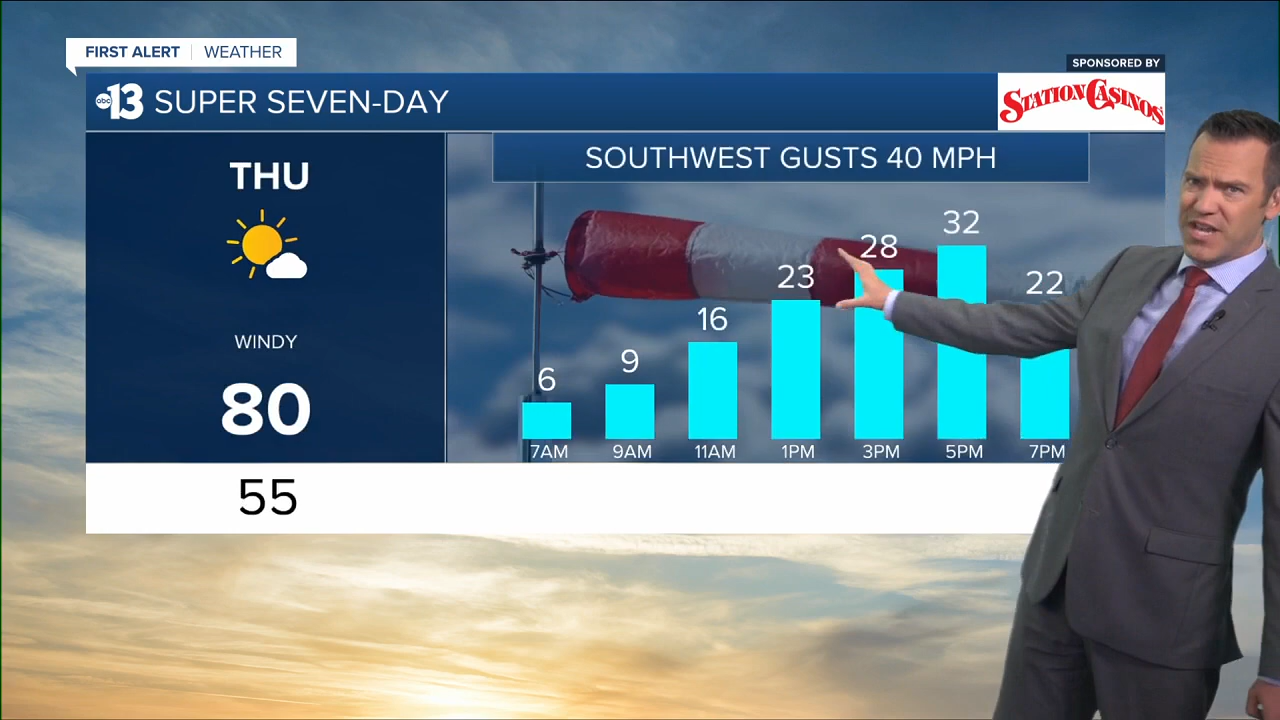 FIRST ALERT WEATHER
SPONSORED BY
abc 13 SUPER SEVEN-DAY
STATION CASINOS
SOUTHWEST GUSTS 40 MPH
THU
WINDY
80
55
6 9 16 23 28 32 22
7AM 9AM 11AM 1PM 3PM 5PM 7PM